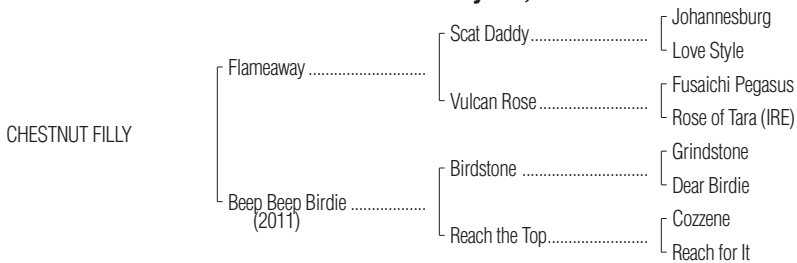 Johannesburg
Scat Daddy
Love Style
Flameaway
Fusaichi Pegasus
Vulcan Rose
Rose of Tara (IRE)
CHESTNUT FILLY
Grindstone
Birdstone
Dear Birdie
Beep Beep Birdie
(2011)
Cozzene
Reach the Top
Reach for It